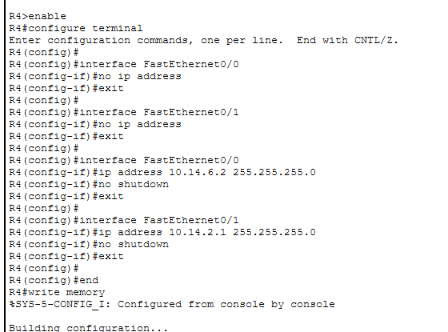 R4>enable
R4#configure terminal
Enter configuration commands, one per line.  End with CNTL/Z.
R4(config)#
R4(config)#interface FastEthernet0/0
R4(config-if)#no ip address
R4(config-if)#exit
R4(config)#
R4(config)#interface FastEthernet0/1
R4(config-if)#no ip address
R4(config-if)#exit
R4(config)#
R4(config)#interface FastEthernet0/0
R4(config-if)#ip address 10.14.6.2 255.255.255.0
R4(config-if)#no shutdown
R4(config-if)#exit
R4(config)#
R4(config)#interface FastEthernet0/1
R4(config-if)#ip address 10.14.2.1 255.255.255.0
R4(config-if)#no shutdown
R4(config-if)#exit
R4(config)#
R4(config)#end
R4#write memory
%SYS-5-CONFIG_I: Configured from console by console
Building configuration...